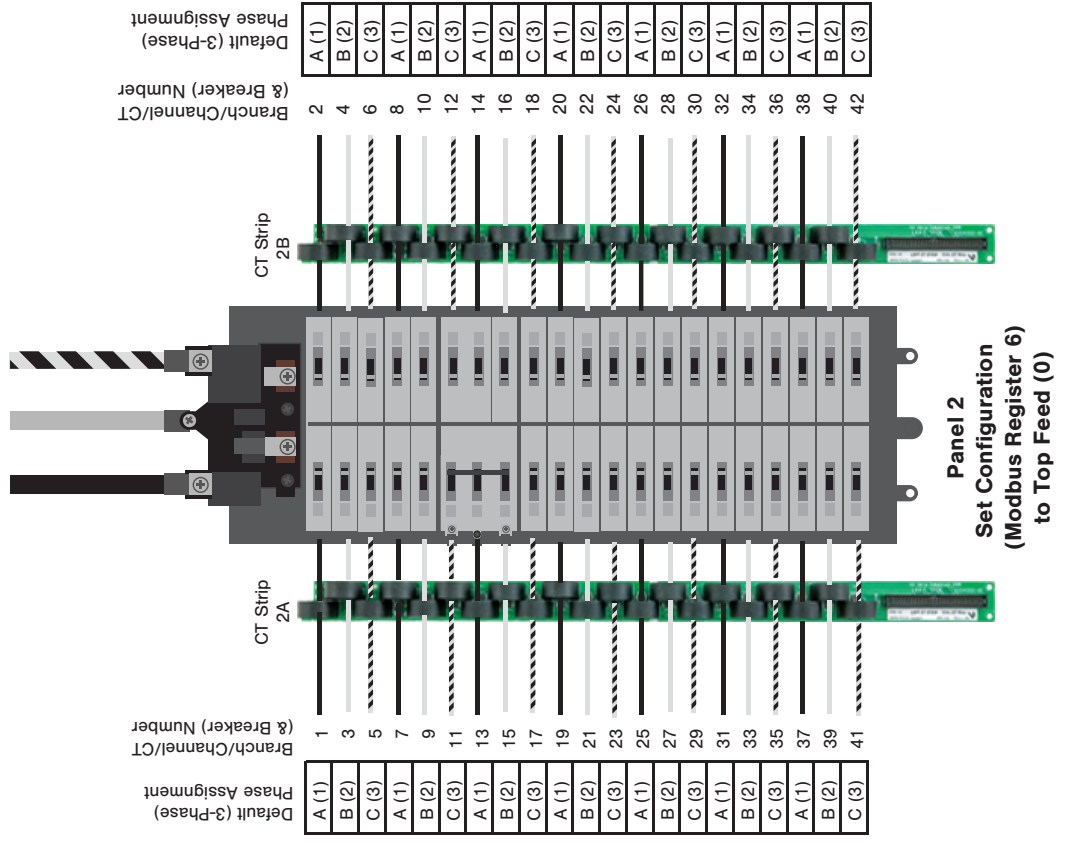 Default (3-Phase)
Phase Assignment
Branch/Channel/CT
(& Breaker) Number
CT Strip
2A
CT Strip
2B
Branch/Channel/CT
(& Breaker) Number
Default (3-Phase)
Phase Assignment
A (1) 1 2 A (1)
B (2) 3 4 B (2)
C (3) 5 6 C (3)
A (1) 7 8 A (1)
B (2) 9 10 B (2)
C (3) 11 12 C (3)
A (1) 13 14 A (1)
B (2) 15 16 B (2)
C (3) 17 18 C (3)
A (1) 19 20 A (1)
B (2) 21 22 B (2)
C (3) 23 24 C (3)
A (1) 25 26 A (1)
B (2) 27 28 B (2)
C (3) 29 30 C (3)
A (1) 31 32 A (1)
B (2) 33 34 B (2)
C (3) 35 36 C (3)
A (1) 37 38 A (1)
B (2) 39 40 B (2)
C (3) 41 42 C (3)
Panel 2
Set Configuration
(Modbus Register 6)
to Top Feed (0)